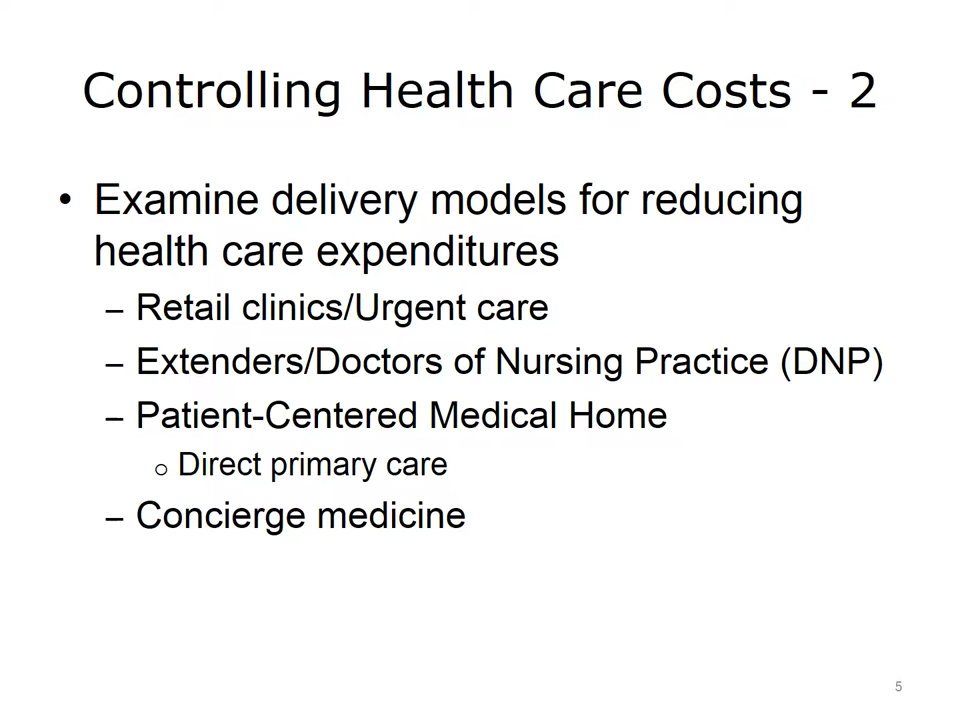 Controlling Health Care Costs - 2
• Examine delivery models for reducing
health care expenditures
– Retail clinics/Urgent care
– Extenders/Doctors of Nursing Practice (DNP)
– Patient-Centered Medical Home
o Direct primary care
– Concierge medicine
5